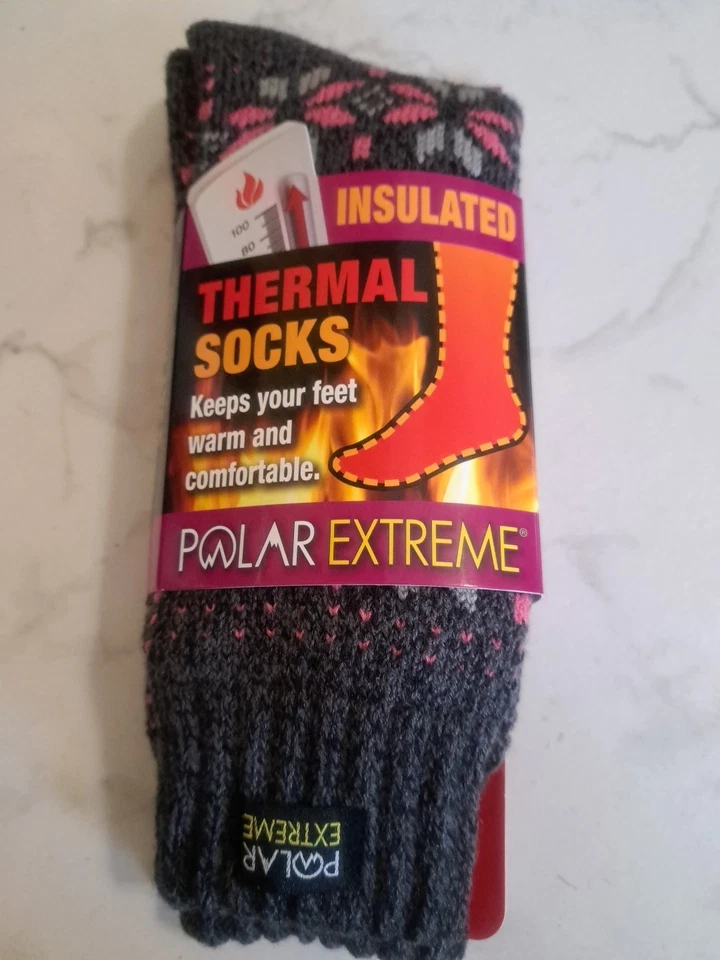 INSULATED
100
80
THERMAL
SOCKS
Keeps your feet
warm and
comfortable.
POLAR EXTREME®
POLAR
EXTREME